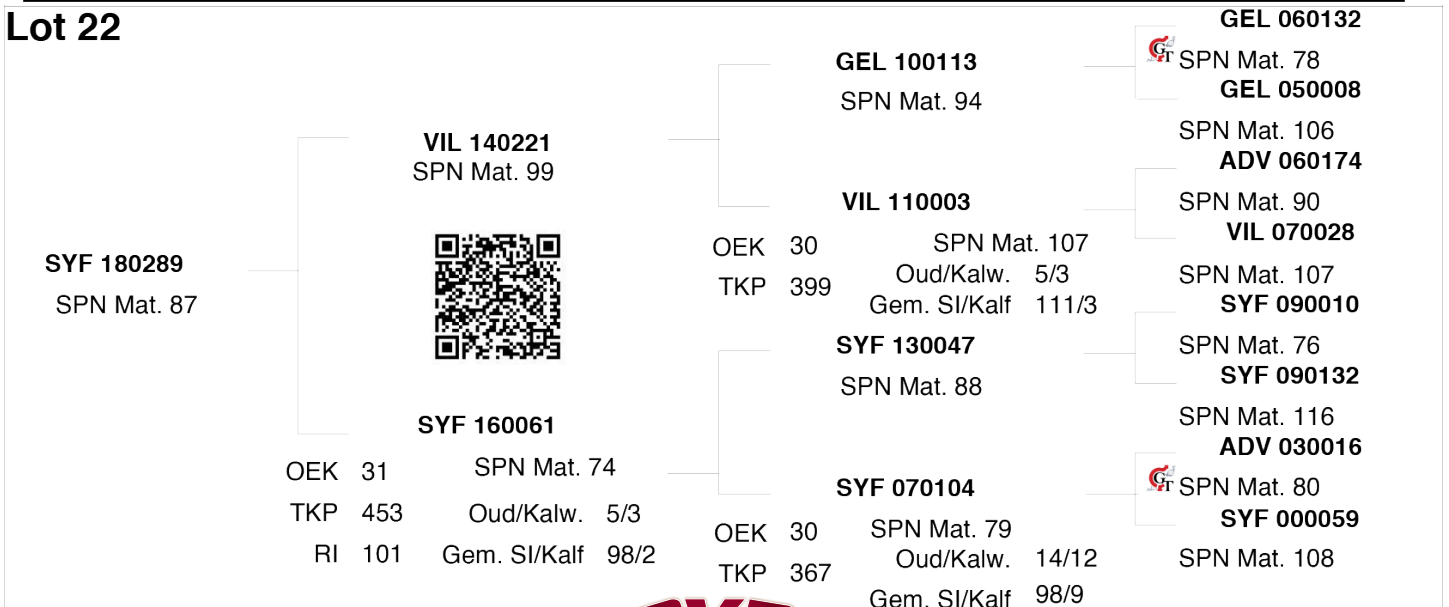 Lot 22
SYF 180289
SPN Mat. 87
VIL 140221
SPN Mat. 99
SYF 160061
OEK 31 SPN Mat. 74
TKP 453 Oud/Kalw. 5/3
RI 101 Gem. SI/Kalf 98/2
GEL 100113
SPN Mat. 94
VIL 110003
OEK 30 SPN Mat. 107
TKP 399 Oud/Kalw. 5/3
Gem. SI/Kalf 111/3
SYF 130047
SPN Mat. 88
SYF 070104
OEK 30 SPN Mat. 79
TKP 367 Oud/Kalw. 14/12
Gem. SI/Kalf 98/9
GEL 060132
GT SPN Mat. 78
GEL 050008
SPN Mat. 106
ADV 060174
SPN Mat. 90
VIL 070028
SPN Mat. 107
SYF 090010
SPN Mat. 76
SYF 090132
SPN Mat. 116
ADV 030016
GT SPN Mat. 80
SYF 000059
SPN Mat. 108